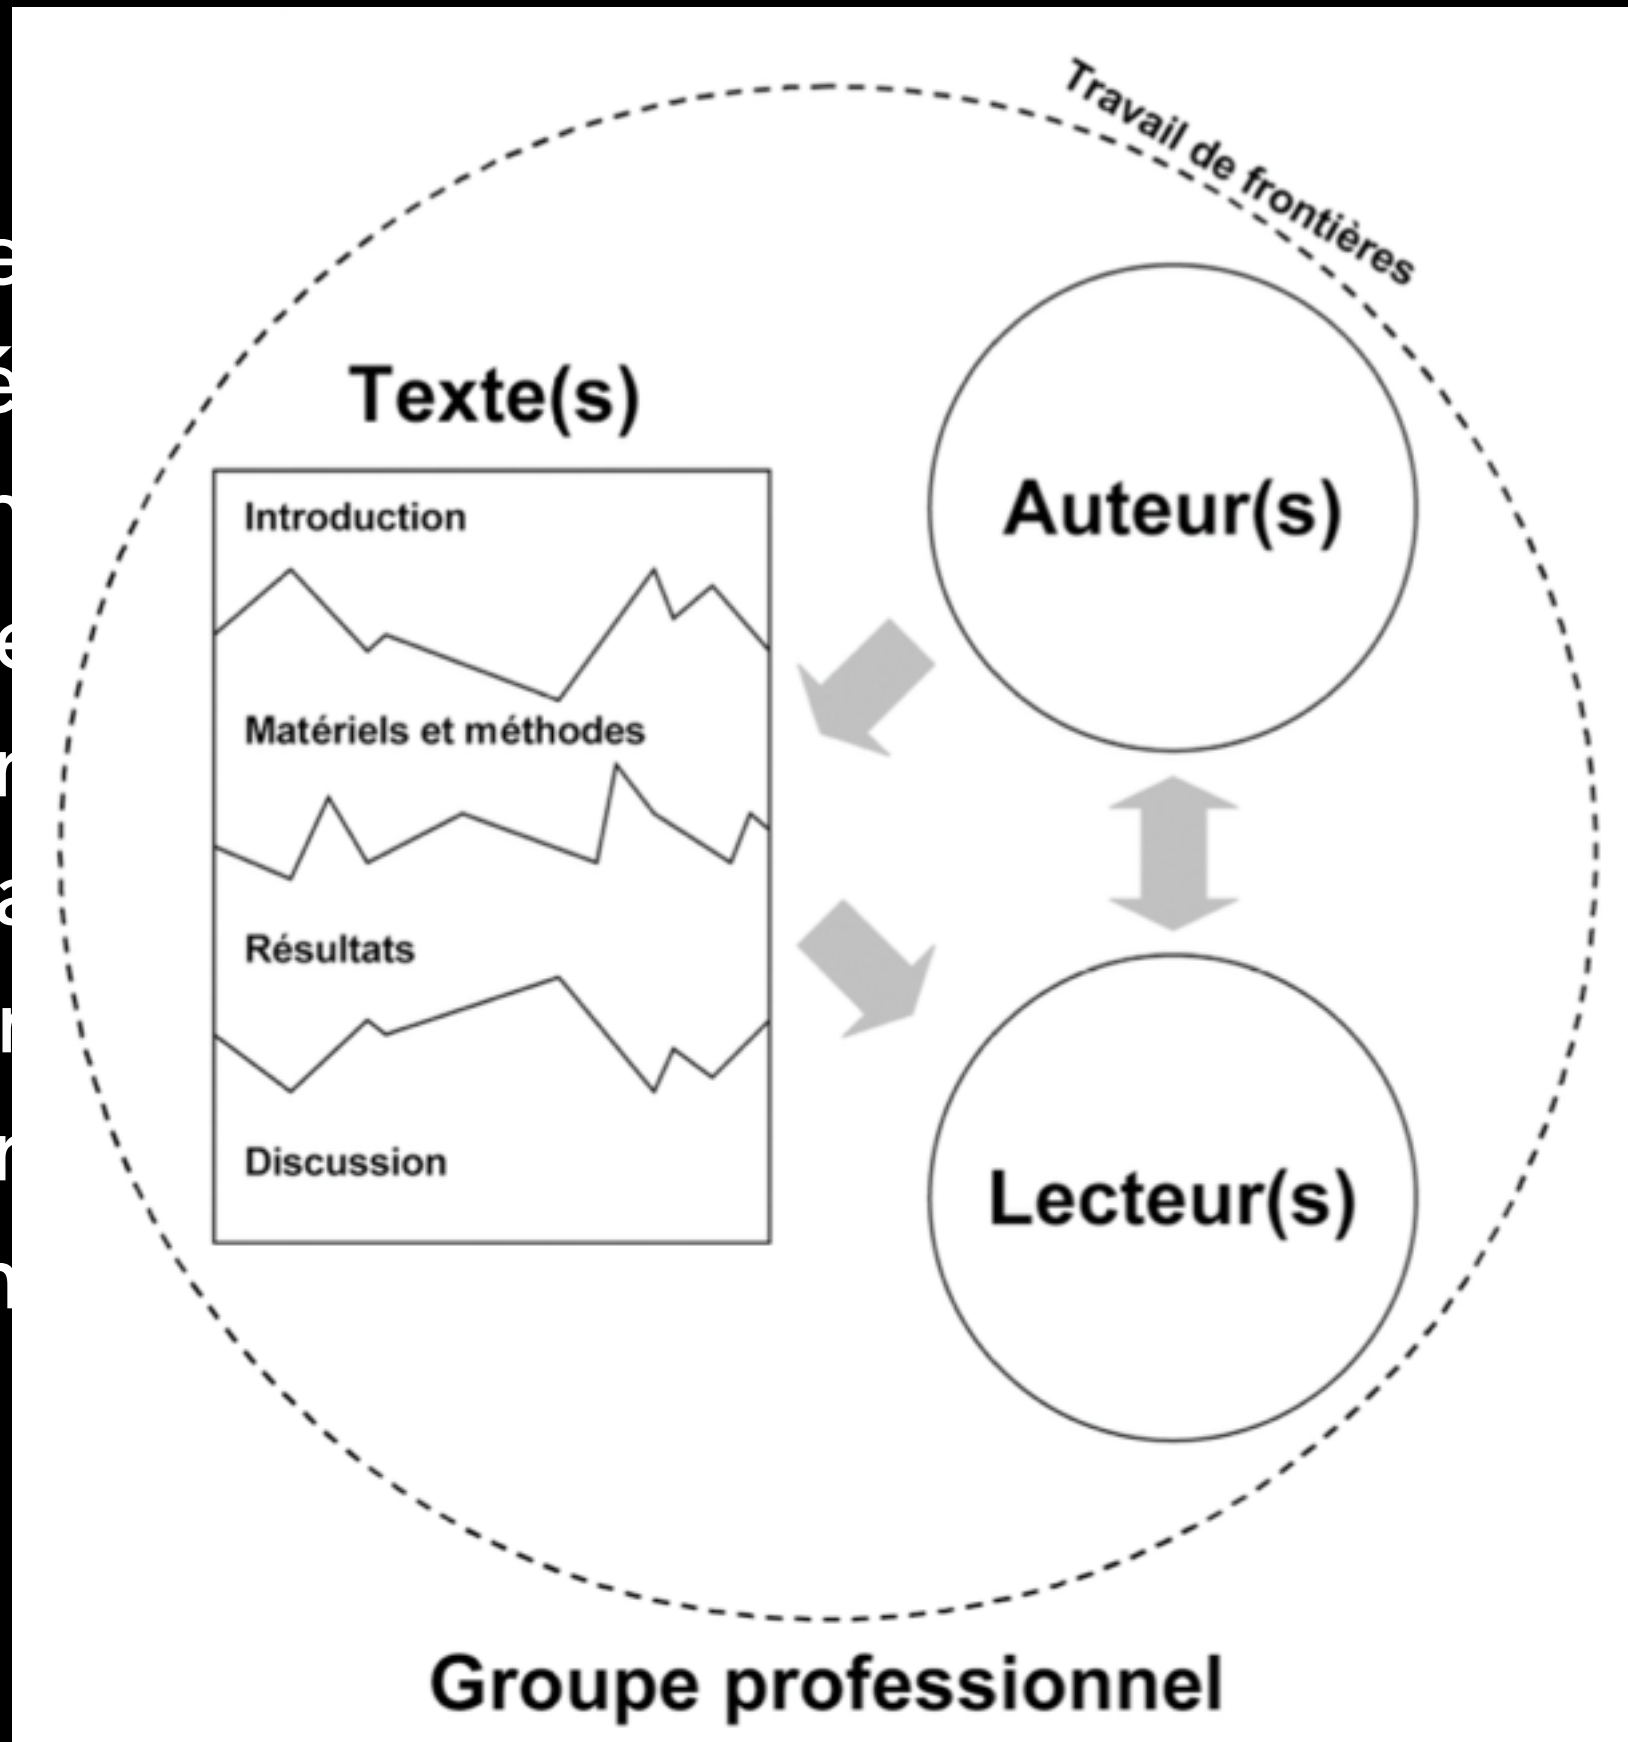 Travail de frontières
Texte(s)
Introduction
Matériels et méthodes
Résultats
Discussion
Auteur(s)
Lecteur(s)
Groupe professionnel